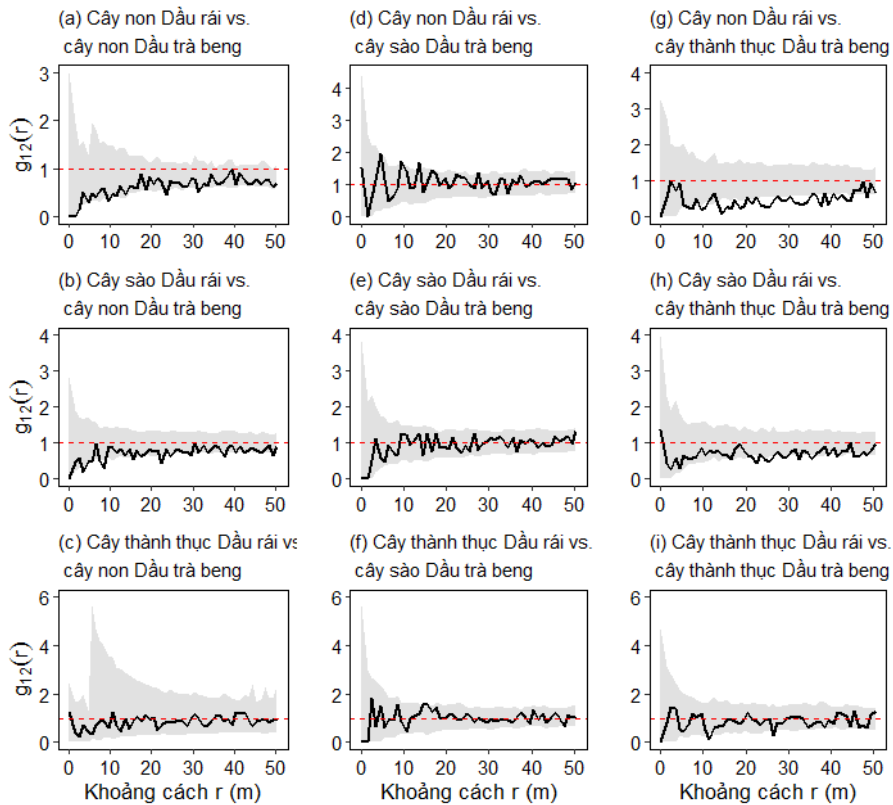 (a) Cây non Dầu rái vs.
cây non Dầu trà beng
(d) Cây non Dầu rái vs.
cây sào Dầu trà beng
(g) Cây non Dầu rái vs.
cây thành thục Dầu trà beng
g12(r)
3
2
1
0
0 10 20 30 40 50
4
3
2
1
0
0 10 20 30 40 50
4
3
2
1
0
0 10 20 30 40 50
(b) Cây sào Dầu rái vs.
cây non Dầu trà beng
(e) Cây sào Dầu rái vs.
cây sào Dầu trà beng
(h) Cây sào Dầu rái vs.
cây thành thục Dầu trà beng
g12(r)
4
3
2
1
0
0 10 20 30 40 50
4
3
2
1
0
0 10 20 30 40 50
4
3
2
1
0
0 10 20 30 40 50
(c) Cây thành thục Dầu rái vs
cây non Dầu trà beng
(f) Cây thành thục Dầu rái vs.
cây sào Dầu trà beng
(i) Cây thành thục Dầu rái vs.
cây thành thục Dầu trà beng
g12(r)
6
4
2
0
0 10 20 30 40 50
Khoảng cách r (m)
6
4
2
0
0 10 20 30 40 50
Khoảng cách r (m)
6
4
2
0
0 10 20 30 40 50
Khoảng cách r (m)